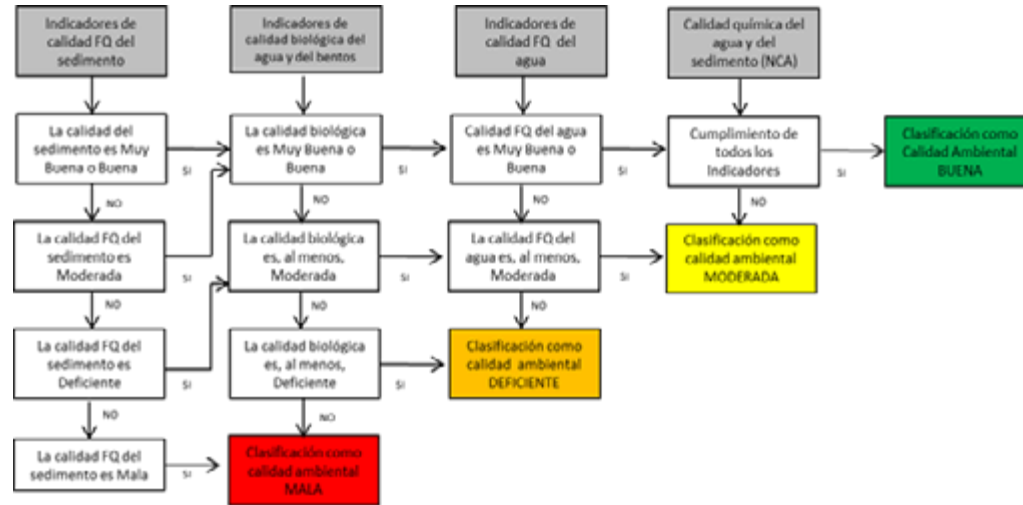 Indicadores de
calidad FQ del
sedimento
Indicadores de
calidad biológica del
agua y del bentos
Indicadores de
calidad FQ del
agua
Calidad química del
agua y del
sedimento (NCA)
La calidad del
sedimento es Muy
Buena o Buena
SI
La calidad biológica
es Muy Buena o
Buena
SI
Calidad FQ del agua
es Muy Buena o
Buena
SI
Cumplimiento de
todos los
Indicadores
SI
Clasificación como
Calidad Ambiental
BUENA
NO
NO
NO
NO
La calidad FQ del
sedimento es
Moderada
SI
La calidad biológica
es, al menos,
Moderada
SI
La calidad FQ del
agua es, al menos,
Moderada
SI
Clasificación como
calidad ambiental
MODERADA
NO
NO
NO
La calidad FQ del
sedimento es
Deficiente
SI
La calidad biológica
es, al menos,
Deficiente
SI
Clasificación como
calidad ambiental
DEFICIENTE
NO
NO
La calidad FQ del
sedimento es Mala
SI
Clasificación como
calidad ambiental
MALA